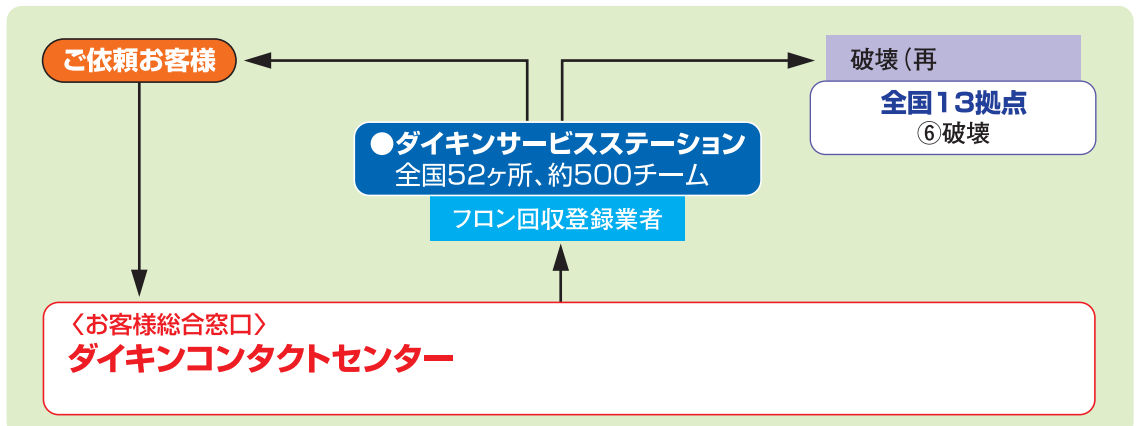 ご依頼お客様
破壊（再
全国13拠点
⑥破壊
●ダイキンサービスステーション
全国52ヶ所、約500チーム
フロン回収登録業者
〈お客様総合窓口〉
ダイキンコンタクトセンター